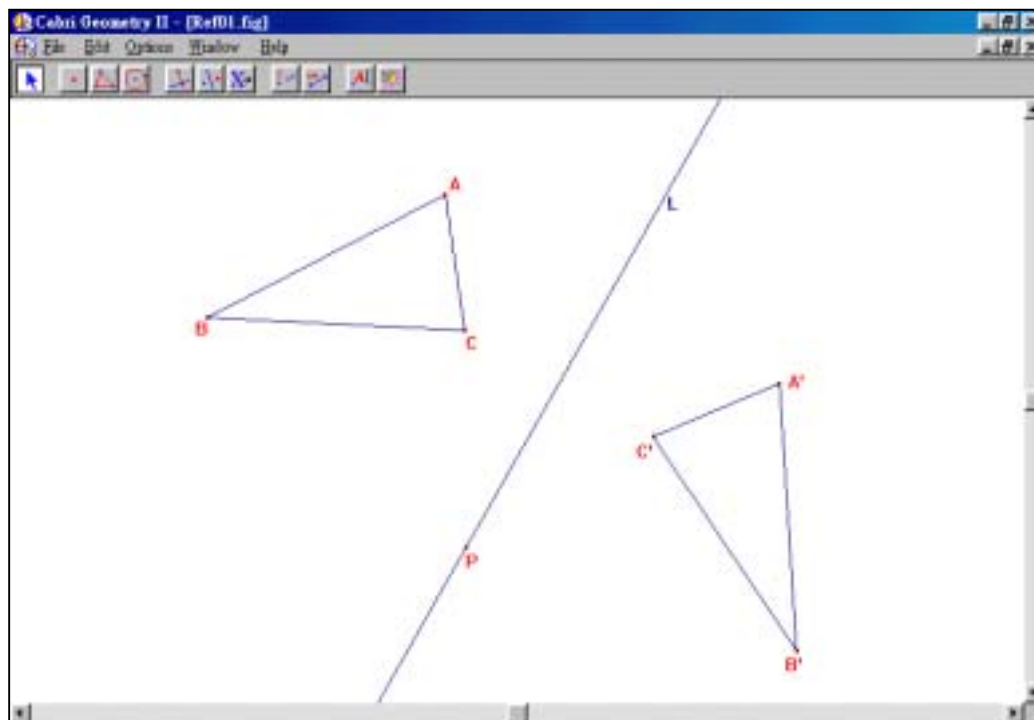 Cabri Geometry II - [Ref01.fig]
File Edit Options Window Help
A
L
B
C
A'
C'
P
B'